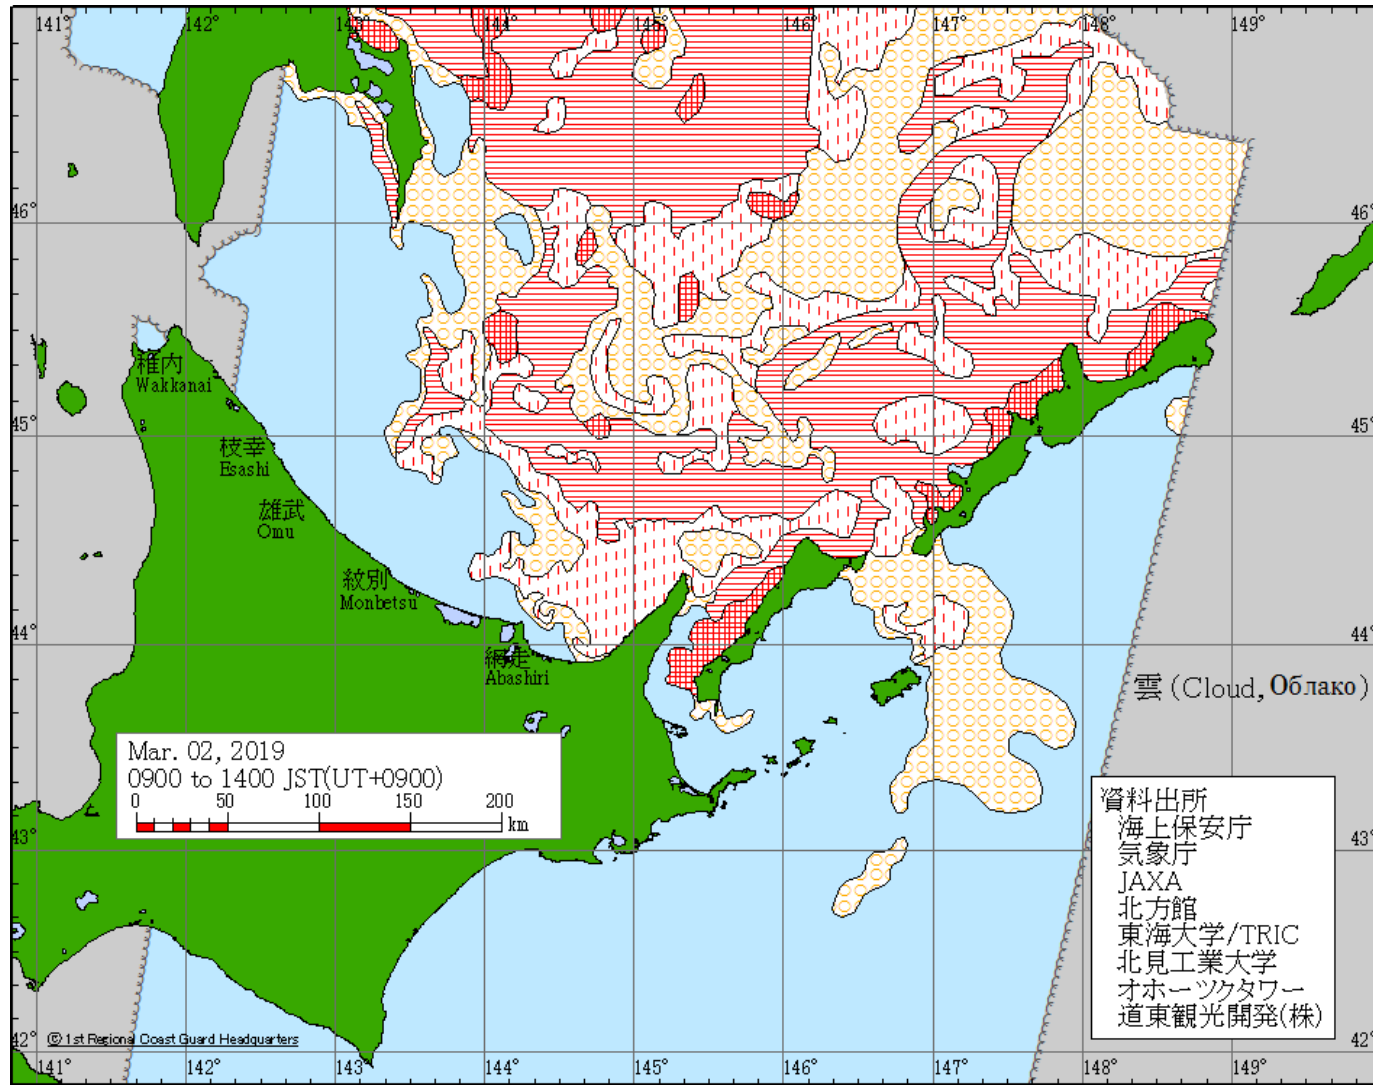 141° 142° 143° 144° 145° 146° 147° 148° 149°
46° 46°
稚内
Wakkanai
45° 45°
枝幸
Esashi
雄武
Omu
紋別
Monbetsu
44° 44°
網走
Abashiri
雲(Cloud, Облако)
Mar. 02, 2019
0900 to 1400 JST(UT+0900)
0 50 100 150 200
km
43° 43°
資料出所
海上保安庁
気象庁
JAXA
北方館
東海大学/TRIC
北見工業大学
オホーツクタワー
道東観光開発(株)
42° 42°
© 1st Regional Coast Guard Headquarters
141° 142° 143° 144° 145° 146° 147° 148° 149°